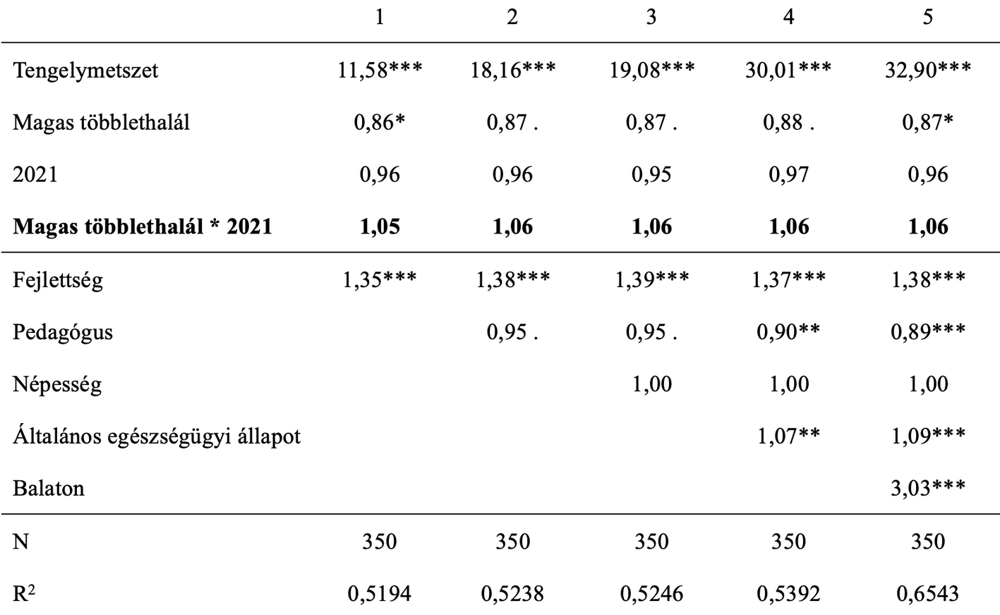 1 2 3 4 5
Tengelymetszet 11,58*** 18,16*** 19,08*** 30,01*** 32,90***
Magas többlethalál 0,86* 0,87 . 0,87 . 0,88 . 0,87*
2021 0,96 0,96 0,95 0,97 0,96
Magas többlethalál * 2021 1,05 1,06 1,06 1,06 1,06
Fejlettség 1,35*** 1,38*** 1,39*** 1,37*** 1,38***
Pedagógus 0,95 . 0,95 . 0,90** 0,89***
Népesség 1,00 1,00 1,00
Általános egészségügyi állapot 1,07** 1,09***
Balaton 3,03***
N 350 350 350 350 350
R² 0,5194 0,5238 0,5246 0,5392 0,6543